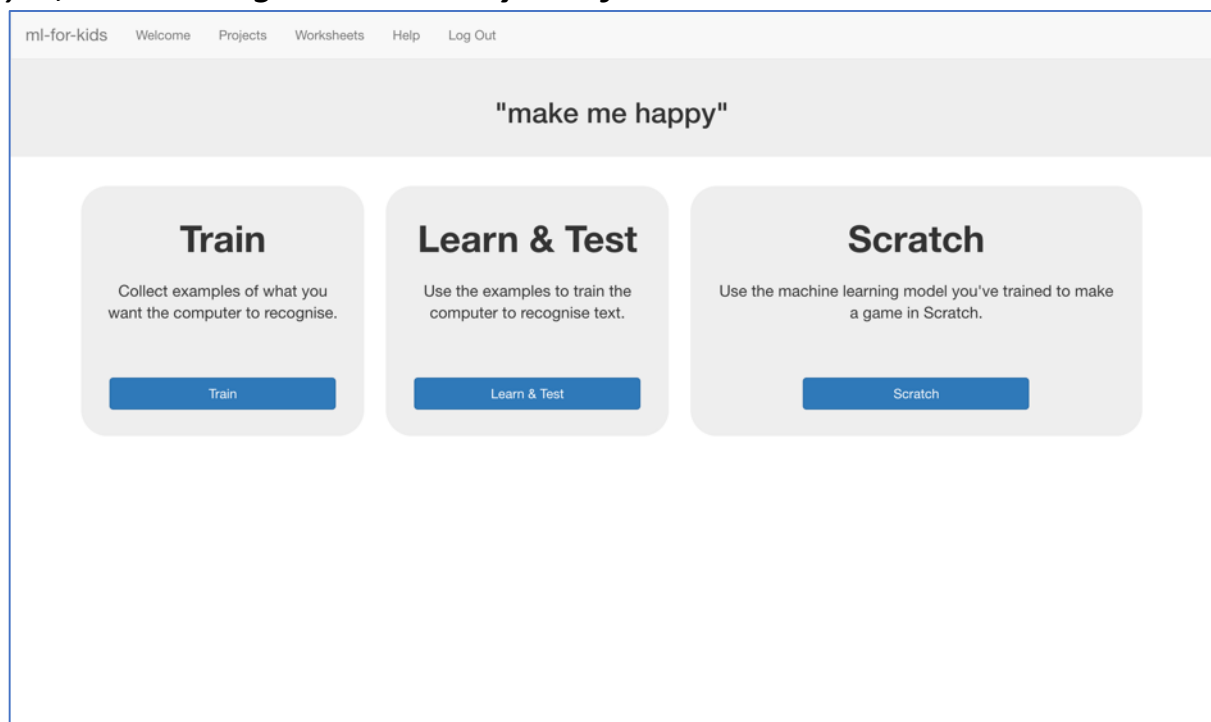 ml-for-kids Welcome Projects Worksheets Help Log Out
"make me happy"
Train
Collect examples of what you
want the computer to recognise.
Train
Learn & Test
Use the examples to train the
computer to recognise text.
Learn & Test
Scratch
Use the machine learning model you've trained to make
a game in Scratch.
Scratch